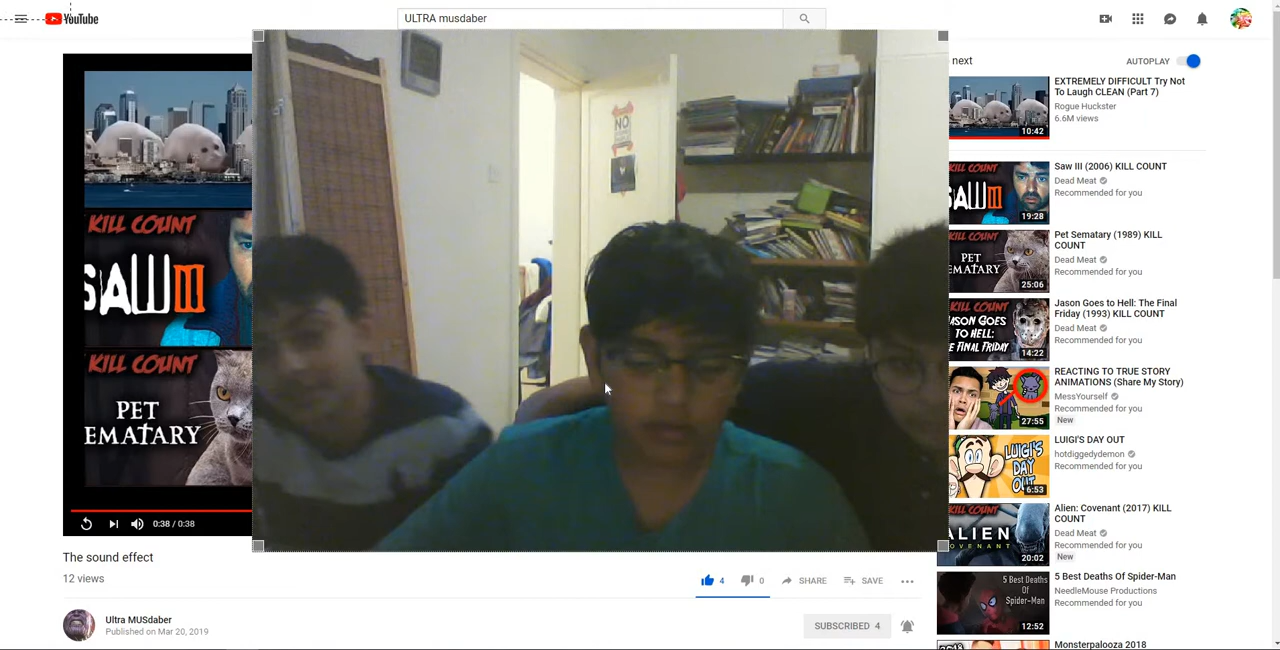 YouTube
ULTRA musdaber
next
AUTOPLAY
NO
EXTREMELY DIFFICULT Try Not
To Laugh CLEAN (Part 7)
Rogue Huckster
6.6M views
10:42
KILL COUNT
SAW III
19:28
Saw III (2006) KILL COUNT
Dead Meat
Recommended for you
KILL COUNT
PET
EMATARY
25:06
Pet Sematary (1989) KILL
COUNT
Dead Meat
Recommended for you
KILL COUNT
ASON GOES
TO HELL:
E FINAL FRIDAY
14:22
Jason Goes to Hell: The Final
Friday (1993) KILL COUNT
Dead Meat
Recommended for you
27:55
REACTING TO TRUE STORY
ANIMATIONS (Share My Story)
MessYourself
Recommended for you
New
LUIGI'S
DAY
OUT
6:53
LUIGI'S DAY OUT
hotdiggedydemon
Recommended for you
KILL COUNT
ALIEN
COVENANT
20:02
Alien: Covenant (2017) KILL
COUNT
Dead Meat
Recommended for you
New
5 Best Deaths
Of
Spider-Man
12:52
5 Best Deaths Of Spider-Man
NeedleMouse Productions
Recommended for you
Monsterpalooza 2018
KILL COUNT
SAW III
KILL COUNT
PET
EMATARY
0:38 / 0:38
The sound effect
12 views
4
0
SHARE
SAVE
Ultra MUSdaber
Published on Mar 20, 2019
SUBSCRIBED 4